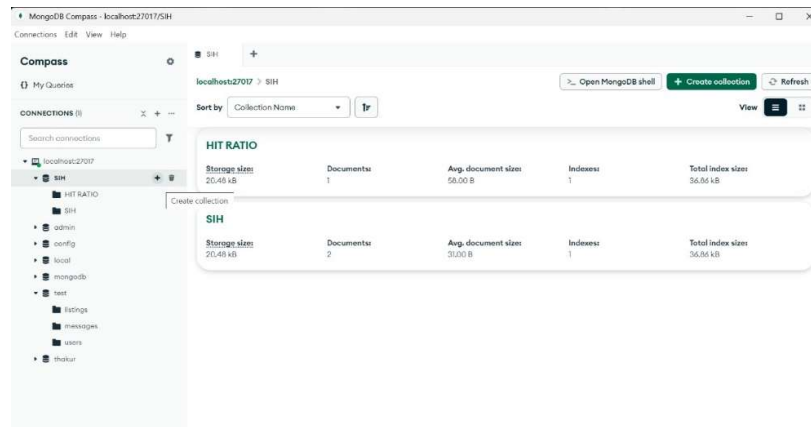 MongoDB Compass - localhost:27017/SIH
Connections Edit View Help
Compass
{} My Queries
CONNECTIONS (1)
Search connections
localhost:27017
SIH
HIT RATIO
SIH
admin
config
local
mongodb
test
listings
messages
users
thakur
Create collection
SIH
localhost:27017 > SIH
>_ Open MongoDB shell
+ Create collection
Refresh
Sort by Collection Name
View
HIT RATIO
Storage size: Documents: Avg. document size: Indexes: Total index size:
20.48 kB 1 58.00 B 1 36.86 kB
SIH
Storage size: Documents: Avg. document size: Indexes: Total index size:
20.48 kB 2 31.00 B 1 36.86 kB